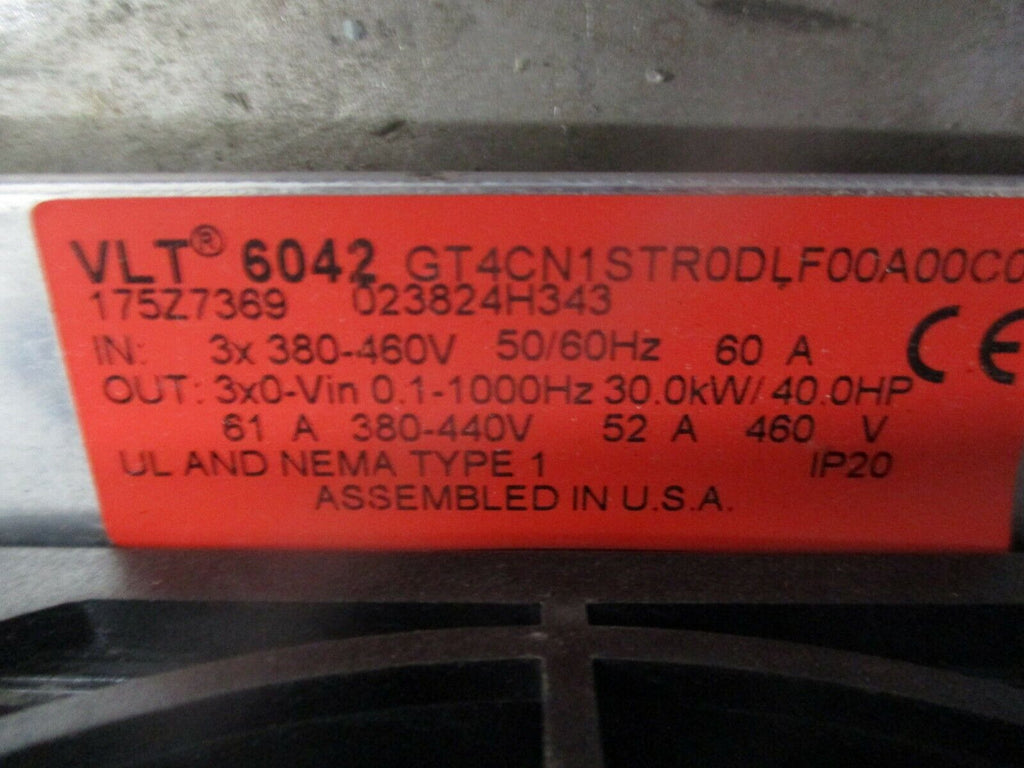 VLT® 6042 GT4CN1STR0DLF00A00C0
175Z7369 023824H343
IN: 3x 380-460V 50/60Hz 60 A
CE
OUT: 3x0-Vin 0.1-1000Hz 30.0kW/40.0HP
61 A 380-440V 52 A 460 V
UL AND NEMA TYPE 1 IP20
ASSEMBLED IN U.S.A.